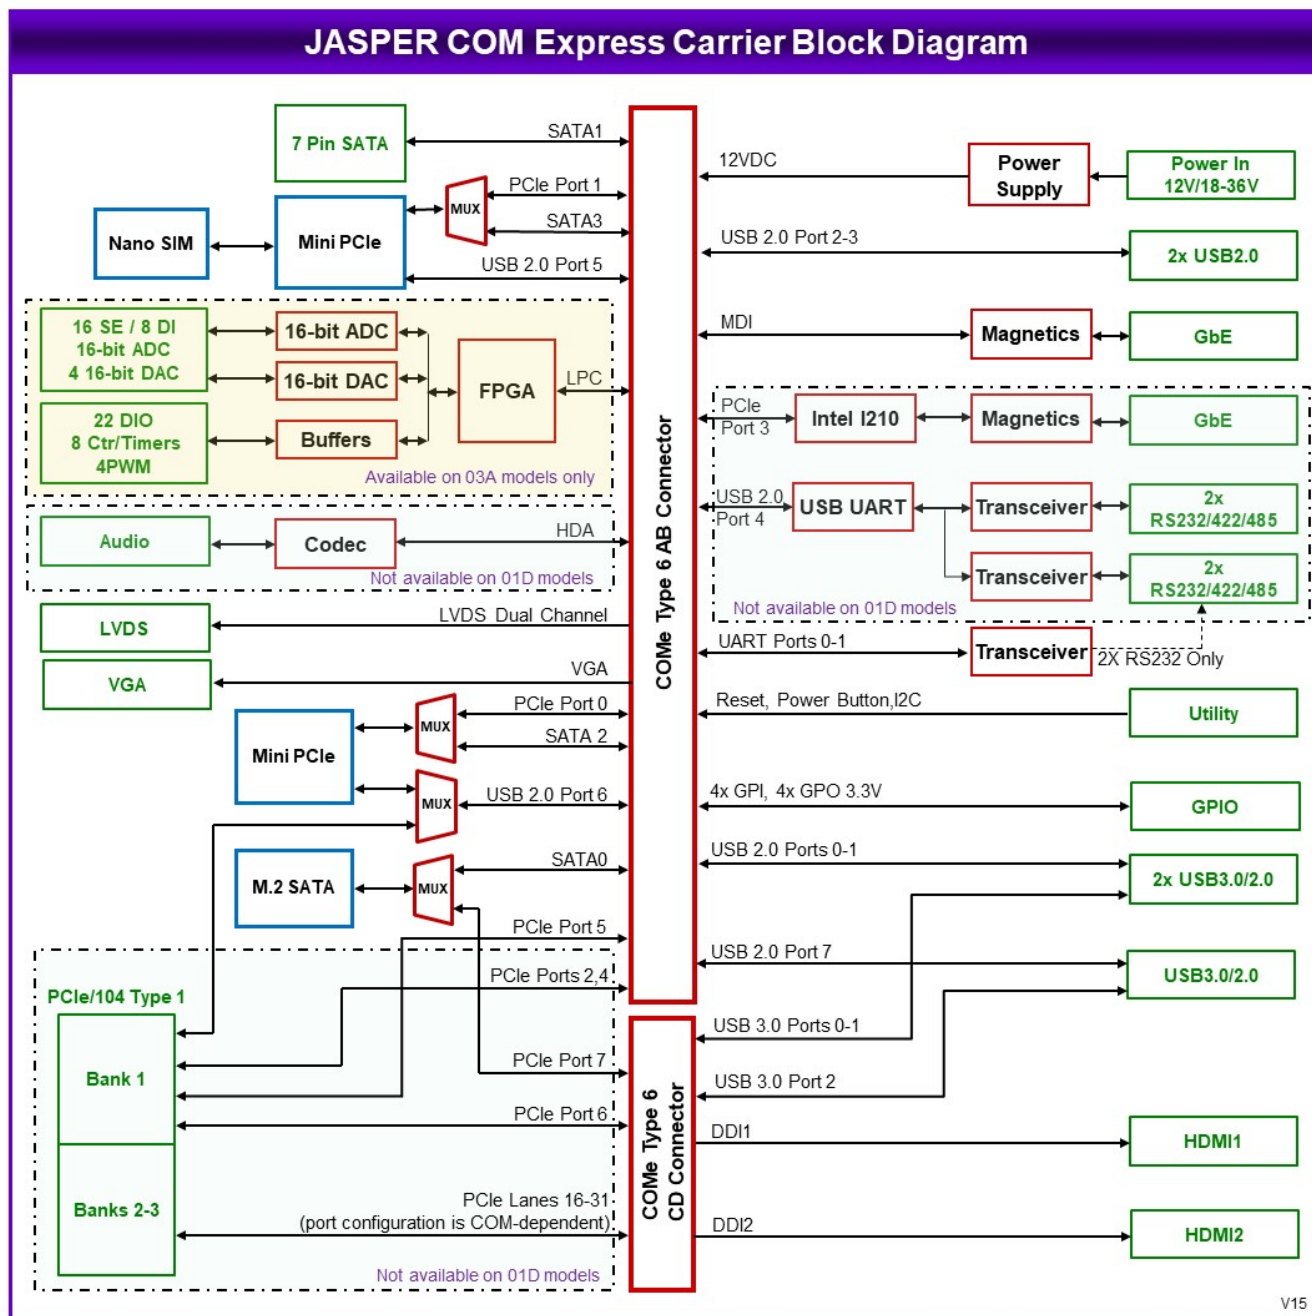 JASPER COM Express Carrier Block Diagram
7 Pin SATA
SATA1
PCIe Port 1
MUX
SATA3
Nano SIM
Mini PCIe
USB 2.0 Port 5
16 SE / 8 DI
16-bit ADC
4 16-bit DAC
16-bit ADC
16-bit DAC
FPGA
LPC
22 DIO
8 Ctr/Timers
4PWM
Buffers
Available on 03A models only
Audio
Codec
HDA
Not available on 01D models
LVDS
LVDS Dual Channel
VGA
VGA
PCIe Port 0
MUX
SATA 2
Mini PCIe
MUX
USB 2.0 Port 6
M.2 SATA
MUX
SATA0
PCIe Port 5
PCIe Ports 2,4
PCIe/104 Type 1
Bank 1
PCIe Port 7
PCIe Port 6
Banks 2-3
PCIe Lanes 16-31
(port configuration is COM-dependent)
Not available on 01D models
COMe Type 6 AB Connector
COMe Type 6
CD Connector
12VDC
Power
Supply
Power In
12V/18-36V
USB 2.0 Port 2-3
2x USB2.0
MDI
Magnetics
GbE
PCIe
Port 3
Intel I210
Magnetics
GbE
USB 2.0
Port 4
USB UART
Transceiver
2x
RS232/422/485
Transceiver
2x
RS232/422/485
Not available on 01D models
UART Ports 0-1
Transceiver
2X RS232 Only
Reset, Power Button,I2C
Utility
4x GPI, 4x GPO 3.3V
GPIO
USB 2.0 Ports 0-1
2x USB3.0/2.0
USB 2.0 Port 7
USB3.0/2.0
USB 3.0 Ports 0-1
USB 3.0 Port 2
DDI1
HDMI1
DDI2
HDMI2
V15